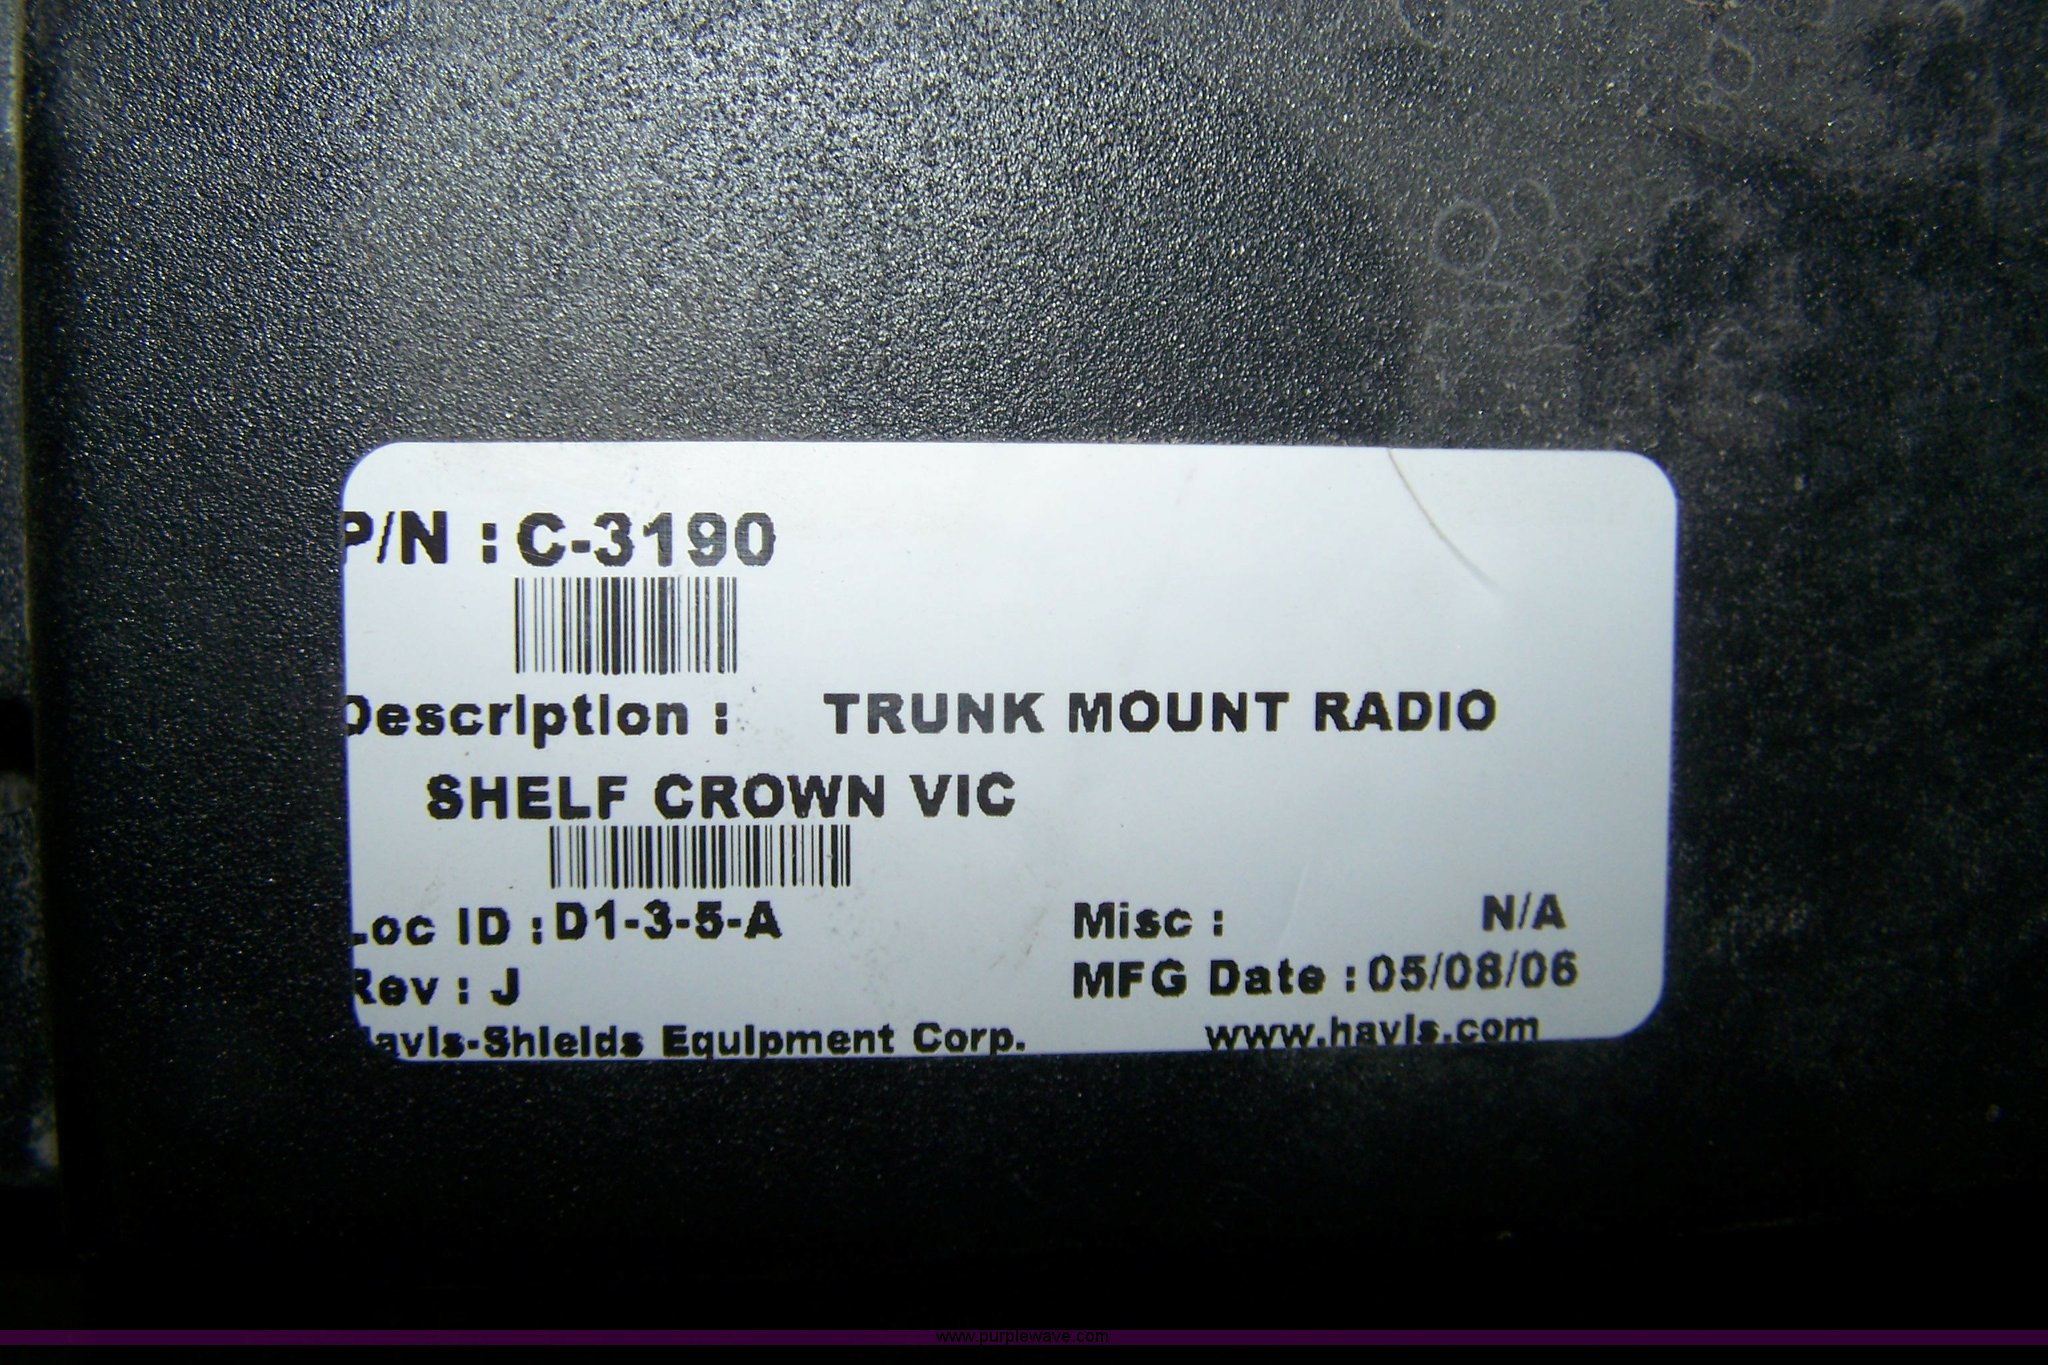 P/N : C-3190
Description : TRUNK MOUNT RADIO
SHELF CROWN VIC
Loc ID : D1-3-5-A Misc : N/A
Rev : J MFG Date : 05/08/06
Havis-Shields Equipment Corp. www.havis.com
www.purplewave.com